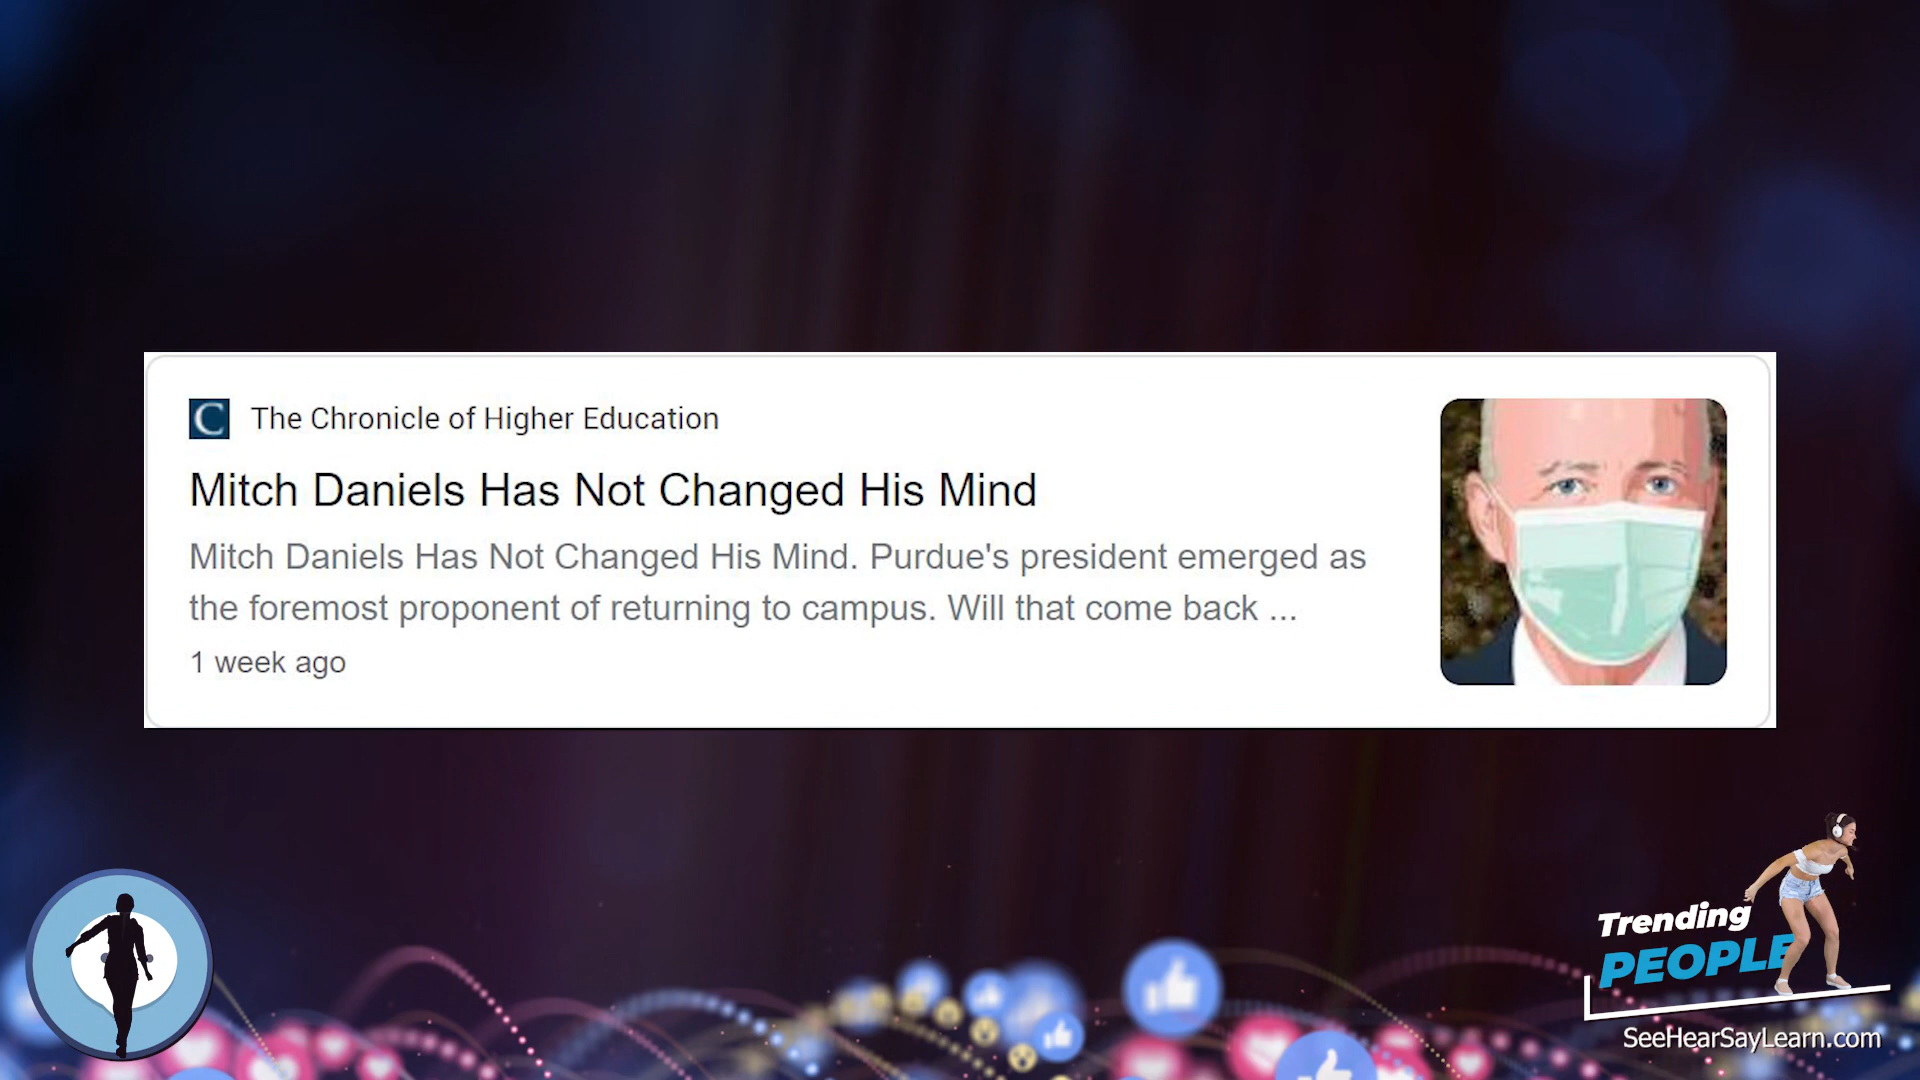 C The Chronicle of Higher Education
Mitch Daniels Has Not Changed His Mind
Mitch Daniels Has Not Changed His Mind. Purdue's president emerged as
the foremost proponent of returning to campus. Will that come back ...
1 week ago
Trending
PEOPLE
SeeHearSayLearn.com